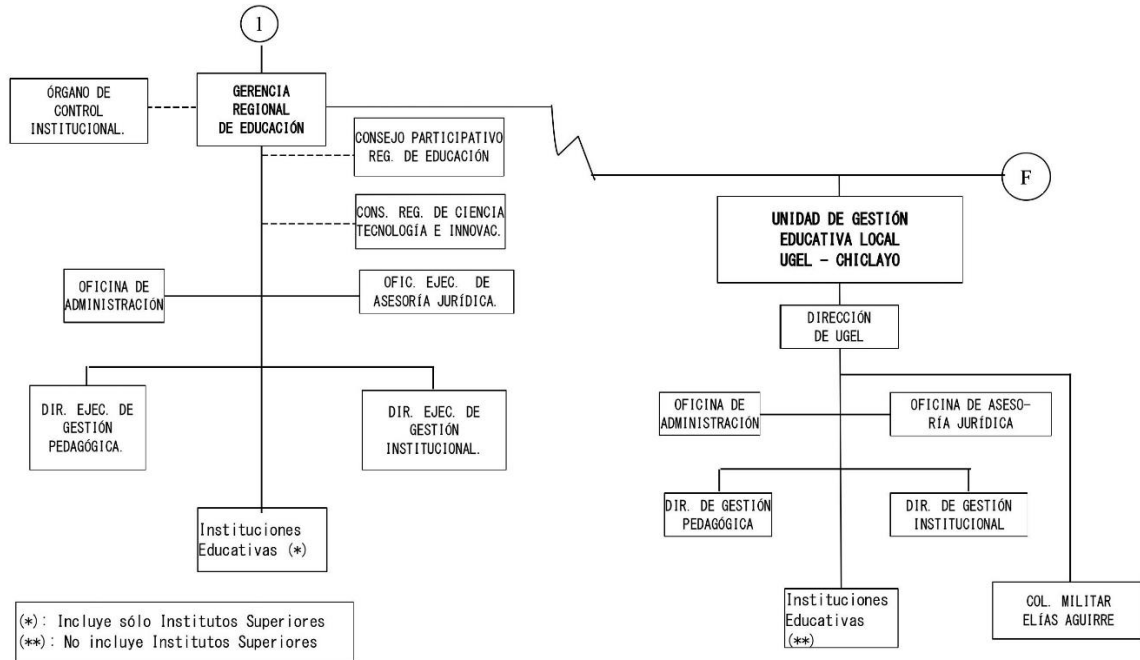 1
ÓRGANO DE
CONTROL
INSTITUCIONAL.
GERENCIA
REGIONAL
DE EDUCACIÓN
CONSEJO PARTICIPATIVO
REG. DE EDUCACIÓN
CONS. REG. DE CIENCIA
TECNOLOGÍA E INNOVAC.
OFICINA DE
ADMINISTRACIÓN
OFIC. EJEC. DE
ASESORÍA JURÍDICA.
DIR. EJEC. DE
GESTIÓN
PEDAGÓGICA.
DIR. EJEC. DE
GESTIÓN
INSTITUCIONAL.
Instituciones
Educativas (*)
(*): Incluye sólo Institutos Superiores
(**): No incluye Institutos Superiores
F
UNIDAD DE GESTIÓN
EDUCATIVA LOCAL
UGEL - CHICLAYO
DIRECCIÓN
DE UGEL
OFICINA DE
ADMINISTRACIÓN
OFICINA DE ASESO-
RÍA JURÍDICA
DIR. DE GESTIÓN
PEDAGÓGICA
DIR. DE GESTIÓN
INSTITUCIONAL
Instituciones
Educativas
(**)
COL. MILITAR
ELÍAS AGUIRRE